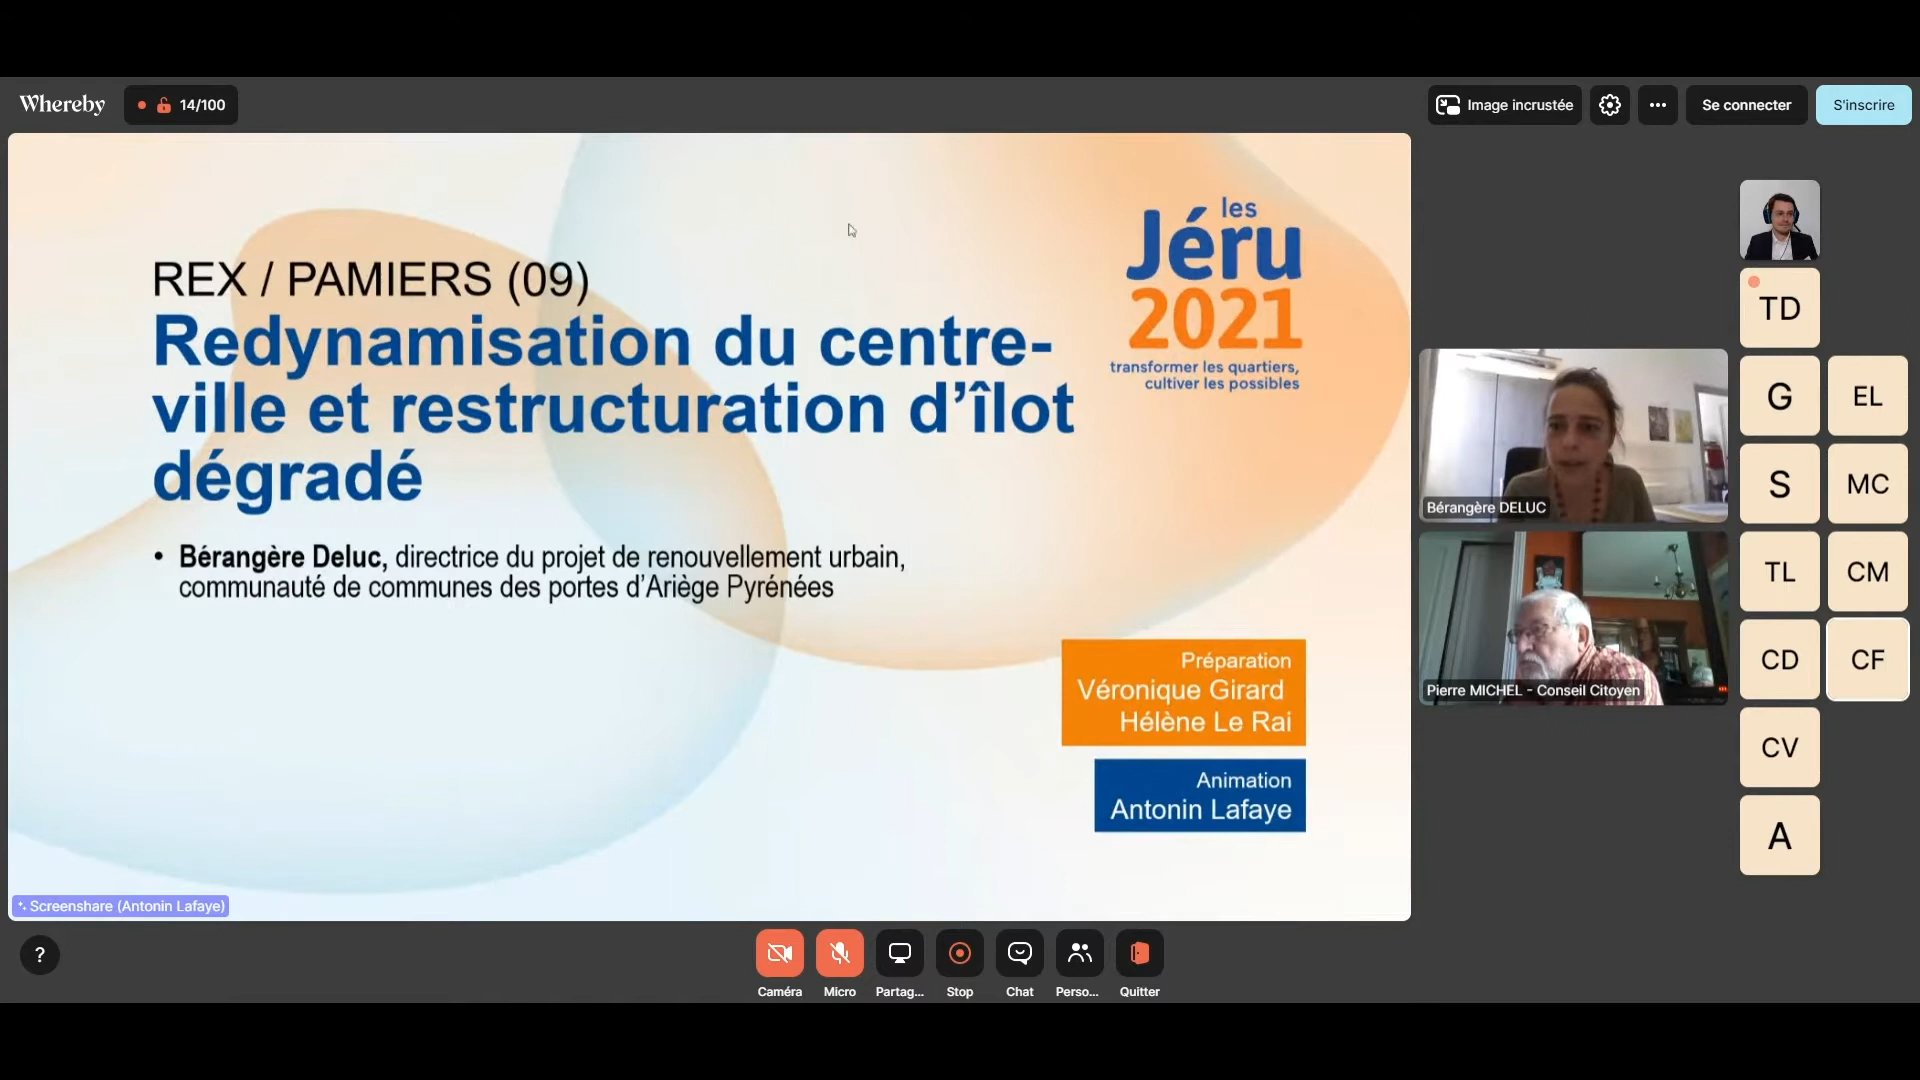 Whereby
14/100
Image incrustée
Se connecter
S'inscrire
REX / PAMIERS (09)
Redynamisation du centre-
ville et restructuration d’îlot
dégradé
• Bérangère Deluc, directrice du projet de renouvellement urbain,
communauté de communes des portes d’Ariège Pyrénées
les
Jéru
2021
transformer les quartiers,
cultiver les possibles
Préparation
Véronique Girard
Hélène Le Rai
Animation
Antonin Lafaye
Screenshare (Antonin Lafaye)
Bérangère DELUC
Pierre MICHEL - Conseil Citoyen
TD
G
EL
S
MC
TL
CM
CD
CF
CV
A
?
Caméra
Micro
Partag...
Stop
Chat
Perso...
Quitter